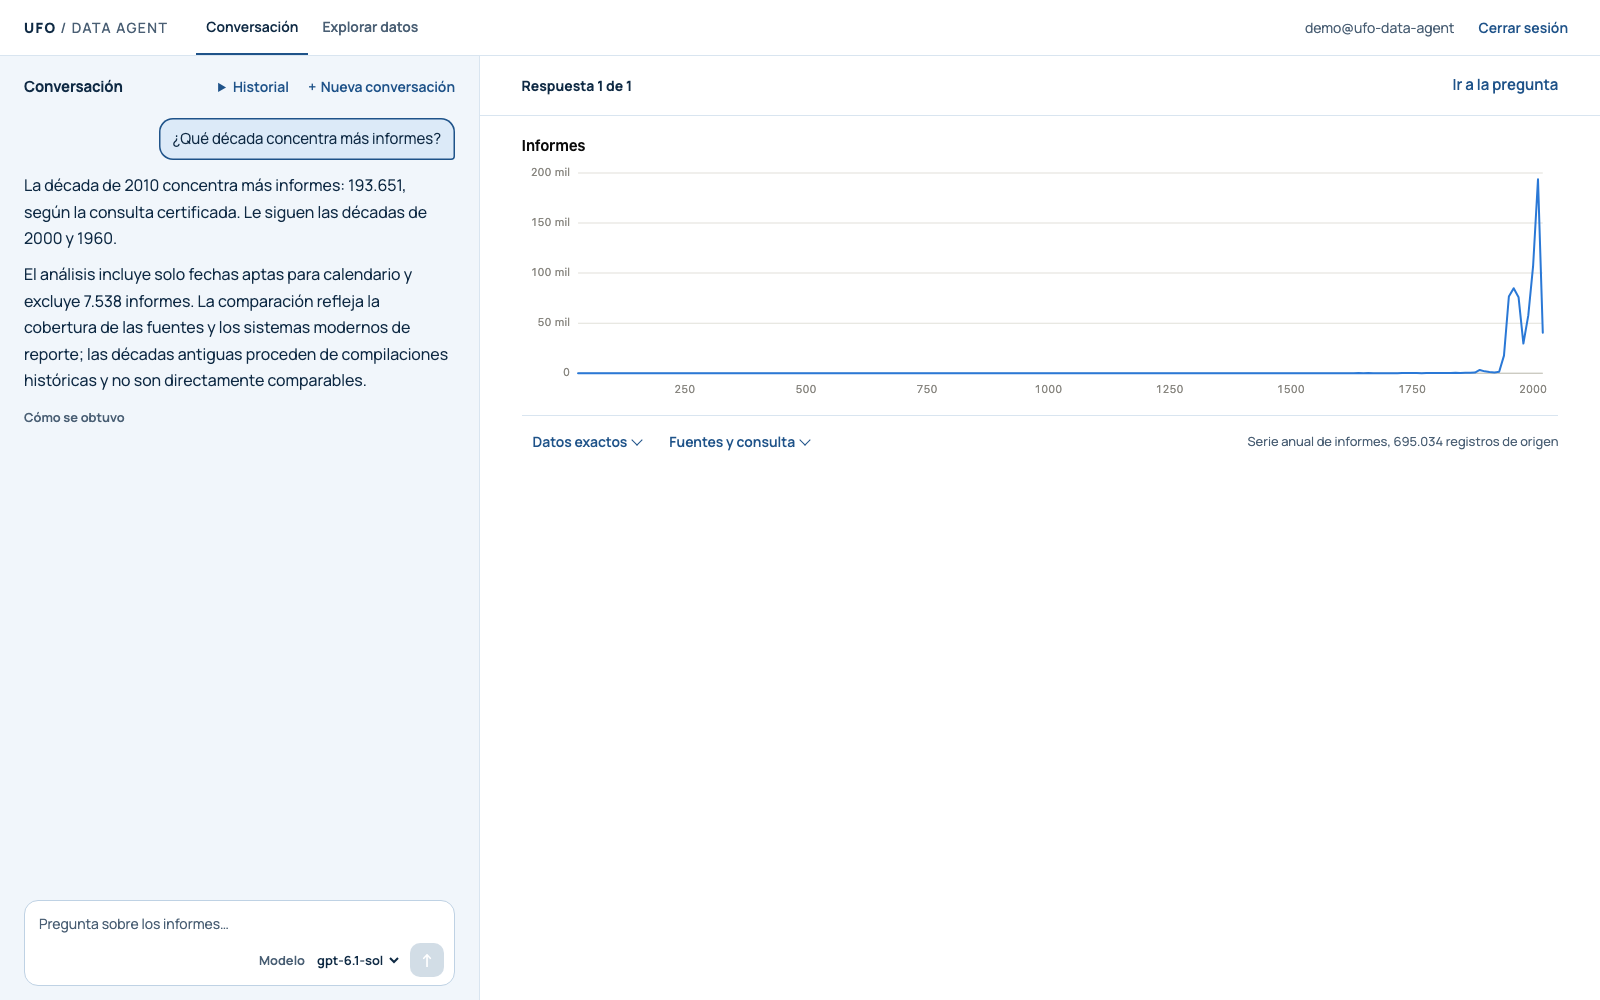 UFO / DATA AGENT
Conversación
Explorar datos
demo@ufo-data-agent
Cerrar sesión
Conversación
Historial
+ Nueva conversación
¿Qué década concentra más informes?
La década de 2010 concentra más informes: 193.651,
según la consulta certificada. Le siguen las décadas de
2000 y 1960.
El análisis incluye solo fechas aptas para calendario y
excluye 7.538 informes. La comparación refleja la
cobertura de las fuentes y los sistemas modernos de
reporte; las décadas antiguas proceden de compilaciones
históricas y no son directamente comparables.
Cómo se obtuvo
Pregunta sobre los informes...
Modelo gpt-6.1-sol
Respuesta 1 de 1
Ir a la pregunta
Informes
200 mil
150 mil
100 mil
50 mil
0
250 500 750 1000 1250 1500 1750 2000
Datos exactos
Fuentes y consulta
Serie anual de informes, 695.034 registros de origen